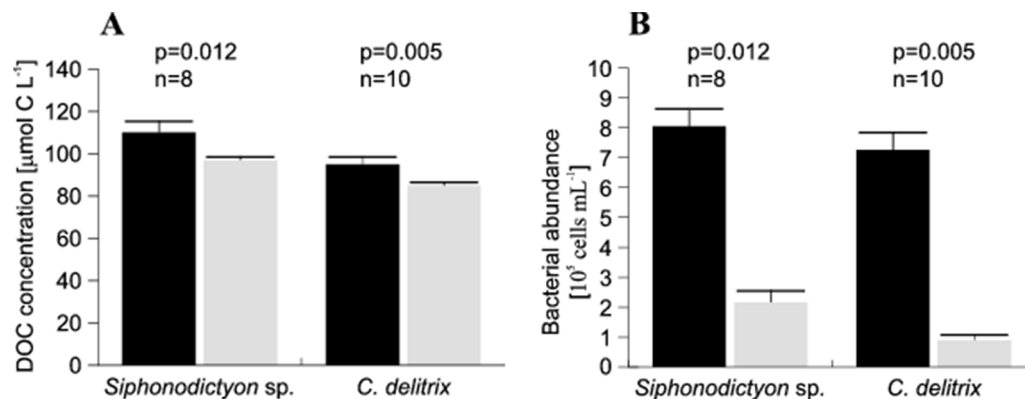 A
p=0.012
n=8
p=0.005
n=10
DOC concentration [µmol C L⁻¹]
140
120
100
80
60
40
20
0
Siphonodictyon sp.
C. delitrix
B
p=0.012
n=8
p=0.005
n=10
Bacterial abundance
[10⁵ cells mL⁻¹]
10
9
8
7
6
5
4
3
2
1
0
Siphonodictyon sp.
C. delitrix